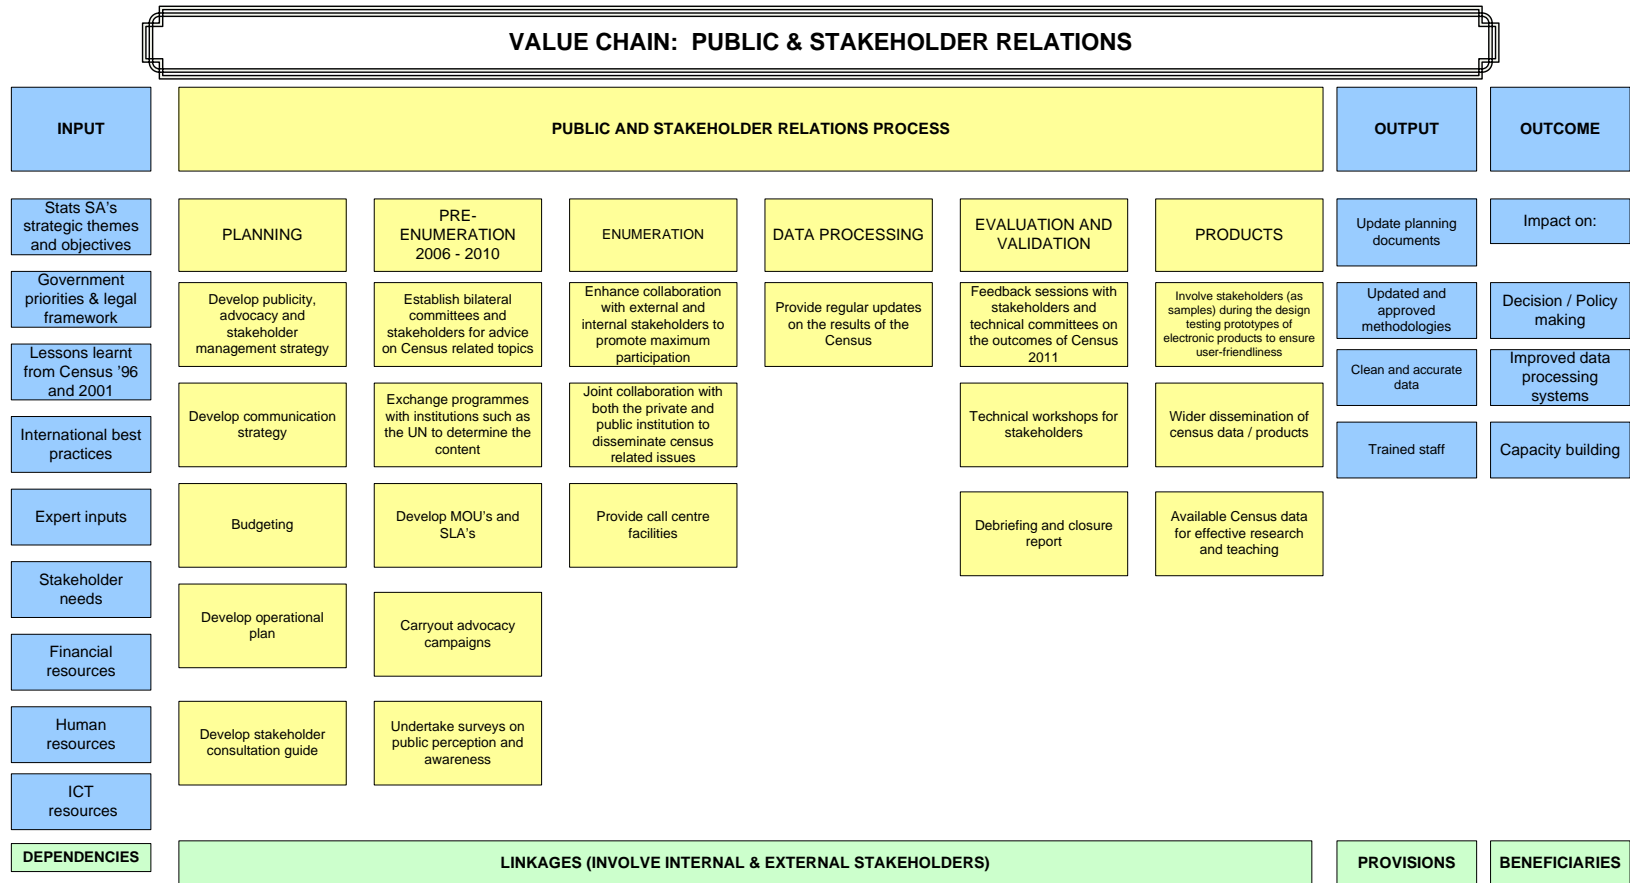 VALUE CHAIN: PUBLIC & STAKEHOLDER RELATIONS
INPUT
PUBLIC AND STAKEHOLDER RELATIONS PROCESS
OUTPUT
OUTCOME
Stats SA's
strategic themes
and objectives
Government
priorities & legal
framework
Lessons learnt
from Census '96
and 2001
International best
practices
Expert inputs
Stakeholder
needs
Financial
resources
Human
resources
ICT
resources
PLANNING
Develop publicity,
advocacy and
stakeholder
management strategy
Develop communication
strategy
Budgeting
Develop operational
plan
Develop stakeholder
consultation guide
PRE-
ENUMERATION
2006 - 2010
Establish bilateral
committees and
stakeholders for advice
on Census related topics
Exchange programmes
with institutions such as
the UN to determine the
content
Develop MOU's and
SLA's
Carryout advocacy
campaigns
Undertake surveys on
public perception and
awareness
ENUMERATION
Enhance collaboration
with external and
internal stakeholders to
promote maximum
participation
Joint collaboration with
both the private and
public institution to
disseminate census
related issues
Provide call centre
facilities
DATA PROCESSING
Provide regular updates
on the results of the
Census
EVALUATION AND
VALIDATION
Feedback sessions with
stakeholders and
technical committees on
the outcomes of Census
2011
Technical workshops for
stakeholders
Debriefing and closure
report
PRODUCTS
Involve stakeholders (as
samples) during the design
testing prototypes of
electronic products to ensure
user-friendliness
Wider dissemination of
census data / products
Available Census data
for effective research
and teaching
Update planning
documents
Updated and
approved
methodologies
Clean and accurate
data
Trained staff
Impact on:
Decision / Policy
making
Improved data
processing
systems
Capacity building
DEPENDENCIES
LINKAGES (INVOLVE INTERNAL & EXTERNAL STAKEHOLDERS)
PROVISIONS
BENEFICIARIES